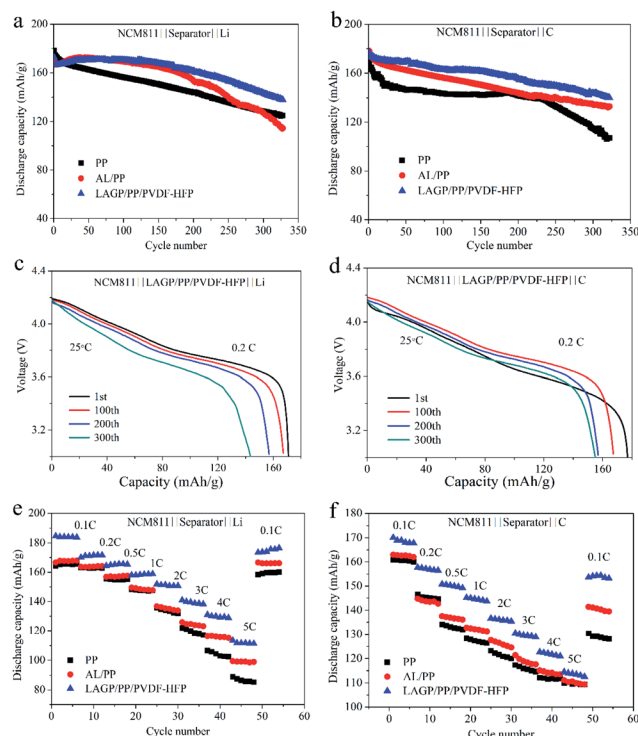 a
NCM811||Separator||Li
Discharge capacity (mAh/g)
200
160
120
80
40
PP
AL/PP
LAGP/PP/PVDF-HFP
0 50 100 150 200 250 300 350
Cycle number
b
NCM811||Separator||C
Discharge capacity (mAh/g)
200
160
120
80
40
PP
AL/PP
LAGP/PP/PVDF-HFP
0 50 100 150 200 250 300 350
Cycle number
c
NCM811||LAGP/PP/PVDF-HFP||Li
Voltage (V)
4.4
4.0
3.6
3.2
25°C
0.2 C
1st
100th
200th
300th
0 40 80 120 160
Capacity (mAh/g)
d
NCM811||LAGP/PP/PVDF-HFP||C
Voltage (V)
4.4
4.0
3.6
3.2
25°C
0.2 C
1st
100th
200th
300th
0 40 80 120 160
Capacity (mAh/g)
e
NCM811||Separator||Li
Discharge capacity (mAh/g)
200
180
160
140
120
100
80
0.1C
0.2C
0.5C
1C
2C
3C
4C
5C
0.1C
PP
AL/PP
LAGP/PP/PVDF-HFP
0 10 20 30 40 50 60
Cycle number
f
NCM811||Separator||C
Discharge capacity (mAh/g)
180
170
160
150
140
130
120
110
100
0.1C
0.2C
0.5C
1C
2C
3C
4C
5C
0.1C
PP
AL/PP
LAGP/PP/PVDF-HFP
0 10 20 30 40 50 60
Cycle number